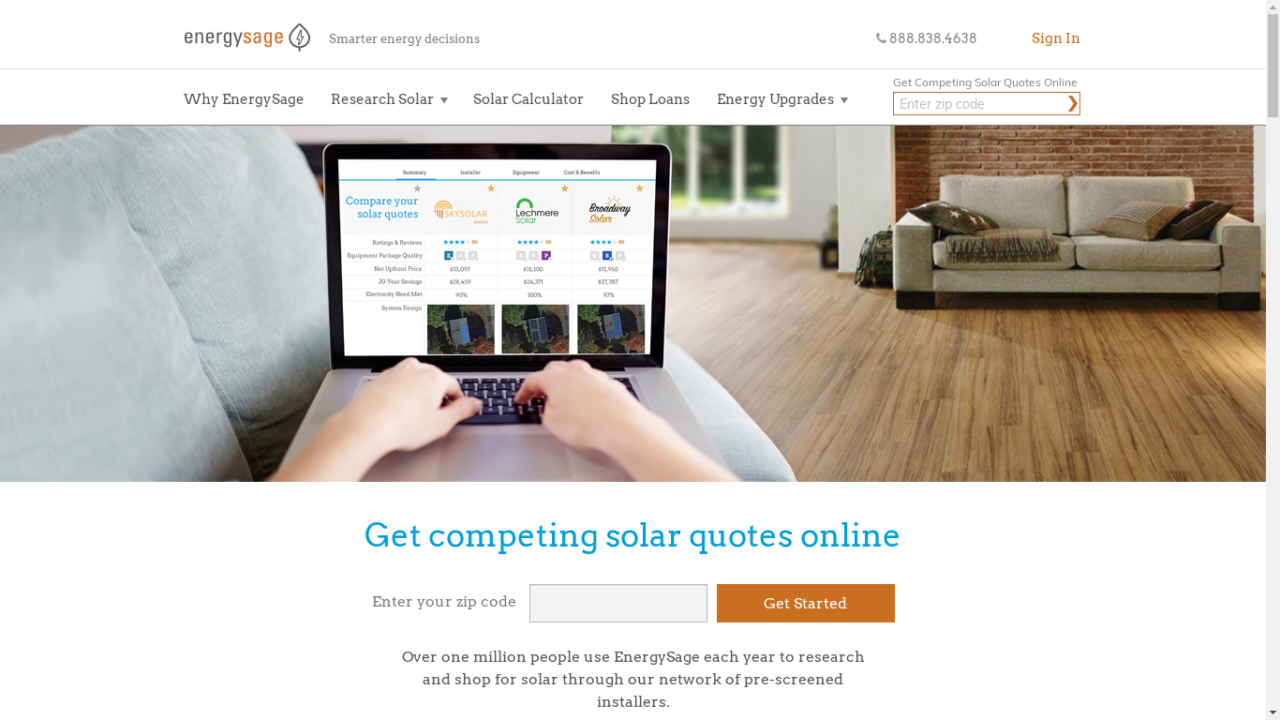 energysage
Smarter energy decisions
888.838.4638
Sign In
Why EnergySage
Research Solar
Solar Calculator
Shop Loans
Energy Upgrades
Get Competing Solar Quotes Online
Enter zip code
Summary
Installer
Equipment
Cost & Benefits
Compare your
solar quotes
SKYSOLAR
ENERGY
Lechmere
Solar
Broadway
Solar
Ratings & Reviews
Equipment Package Quality
Net Upfront Price
$15,097
$15,100
$11,950
20-Year Savings
$28,459
$26,371
$27,787
Electricity Need Met
90%
100%
97%
System Design
Get competing solar quotes online
Enter your zip code
Get Started
Over one million people use EnergySage each year to research
and shop for solar through our network of pre-screened
installers.